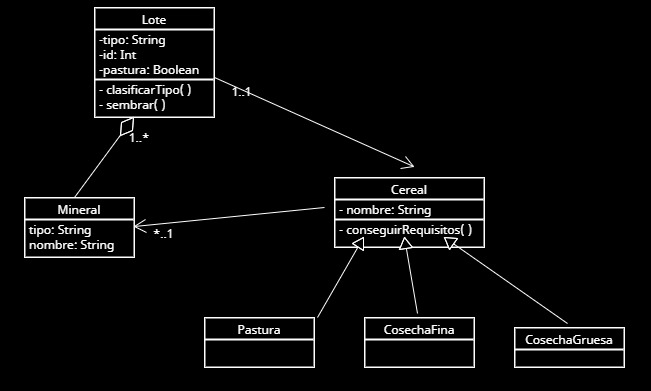 Lote
-tipo: String
-id: Int
-pastura: Boolean
- clasificarTipo( )
- sembrar( )
1..1
1..*
Cereal
- nombre: String
- conseguirRequisitos( )
Mineral
tipo: String
nombre: String
*..1
Pastura
CosechaFina
CosechaGruesa